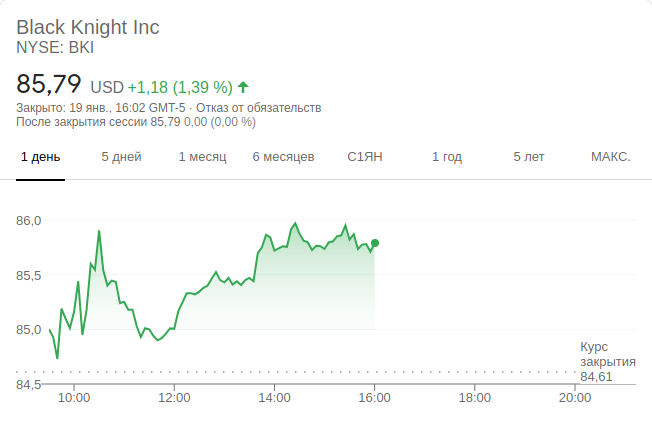 Black Knight Inc
NYSE: BKI
85,79 USD +1,18 (1,39 %)
Закрыто: 19 янв., 16:02 GMT-5 · Отказ от обязательств
После закрытия сессии 85,79 0,00 (0,00 %)
1 день 5 дней 1 месяц 6 месяцев С1ЯН 1 год 5 лет МАКС.
86,0
85,5
85,0
Курс
закрытия
84,61
84,5
10:00 12:00 14:00 16:00 18:00 20:00